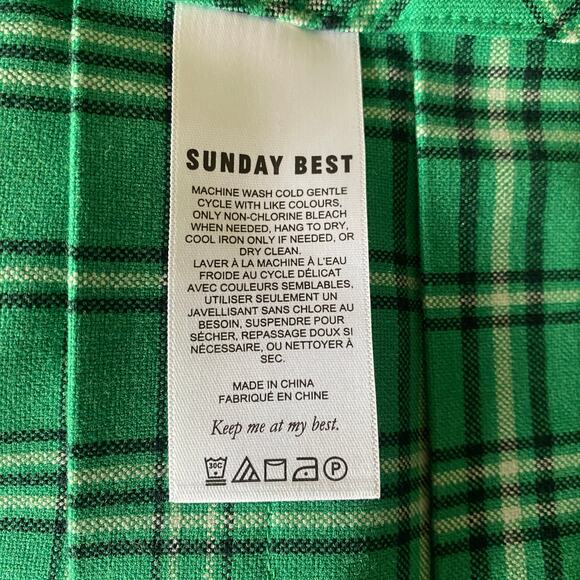 SUNDAY BEST
MACHINE WASH COLD GENTLE
CYCLE WITH LIKE COLOURS,
ONLY NON-CHLORINE BLEACH
WHEN NEEDED, HANG TO DRY,
COOL IRON ONLY IF NEEDED, OR
DRY CLEAN.
LAVER À LA MACHINE À L'EAU
FROIDE AU CYCLE DÉLICAT
AVEC COULEURS SEMBLABLES,
UTILISER SEULEMENT UN
JAVELLISANT SANS CHLORE AU
BESOIN, SUSPENDRE POUR
SÉCHER, REPASSAGE DOUX SI
NÉCESSAIRE, OU NETTOYER À
SEC.
MADE IN CHINA
FABRIQUÉ EN CHINE
Keep me at my best.
30C P